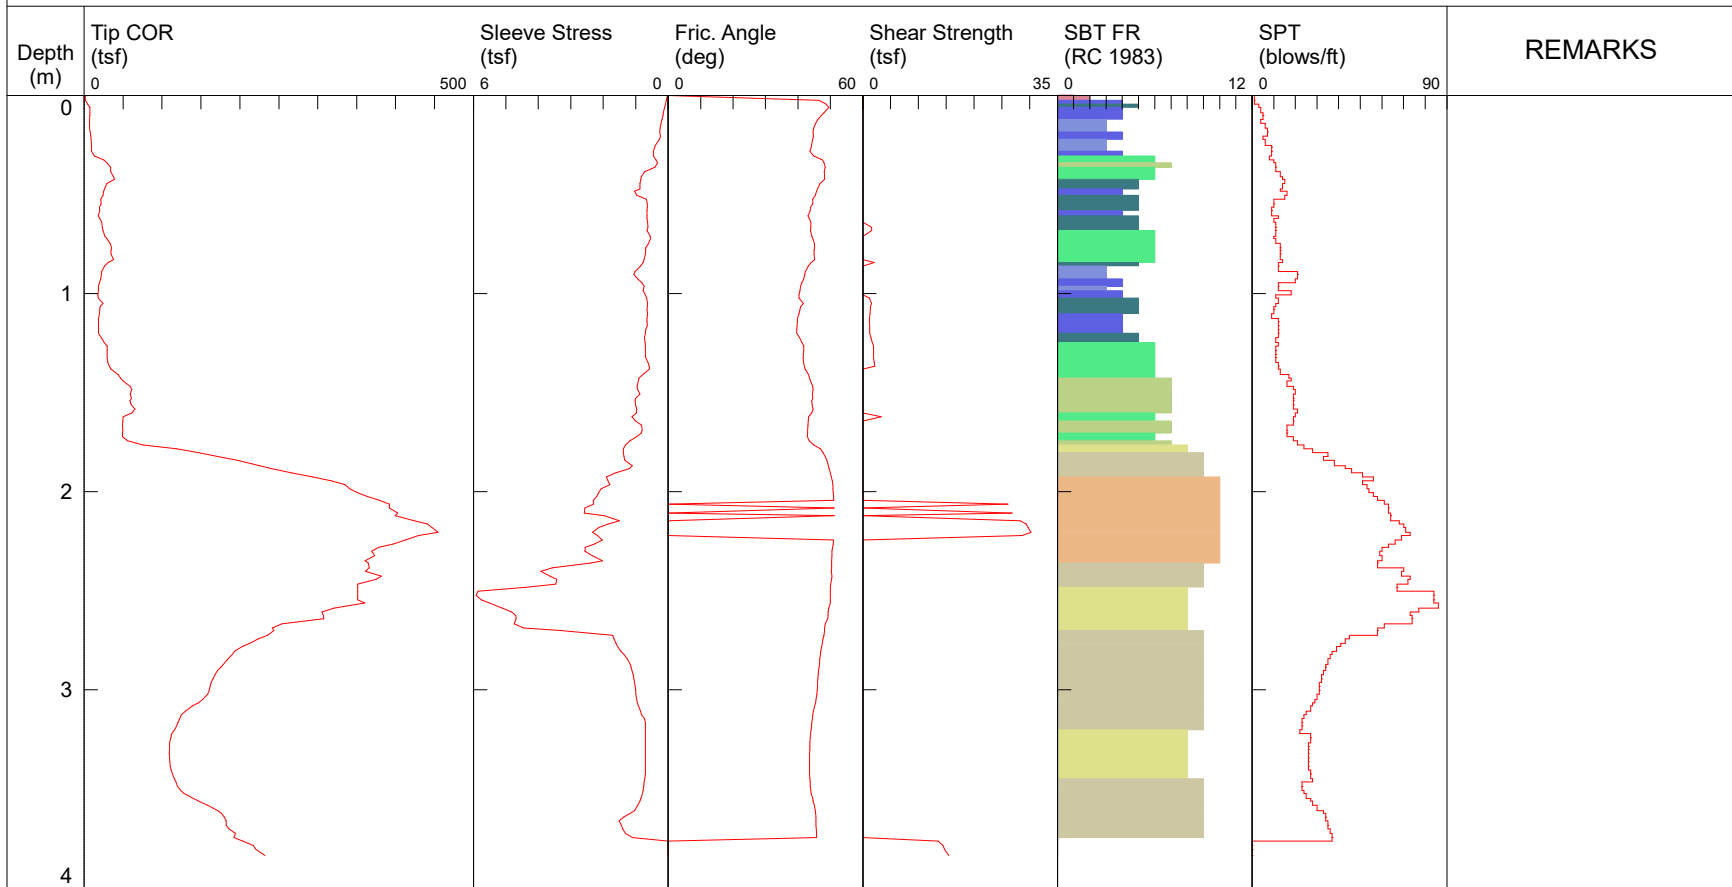 Tip COR
Sleeve Stress
Fric. Angle
Shear Strength
SBT FR
SPT
Depth
(tsf)
(tsf)
(deg)
(tsf)
(RC 1983)
(blows/ft)
REMARKS
(m)
0
500
6
0
0
60
0
35
0
12
0
90
0
1
2
3
4